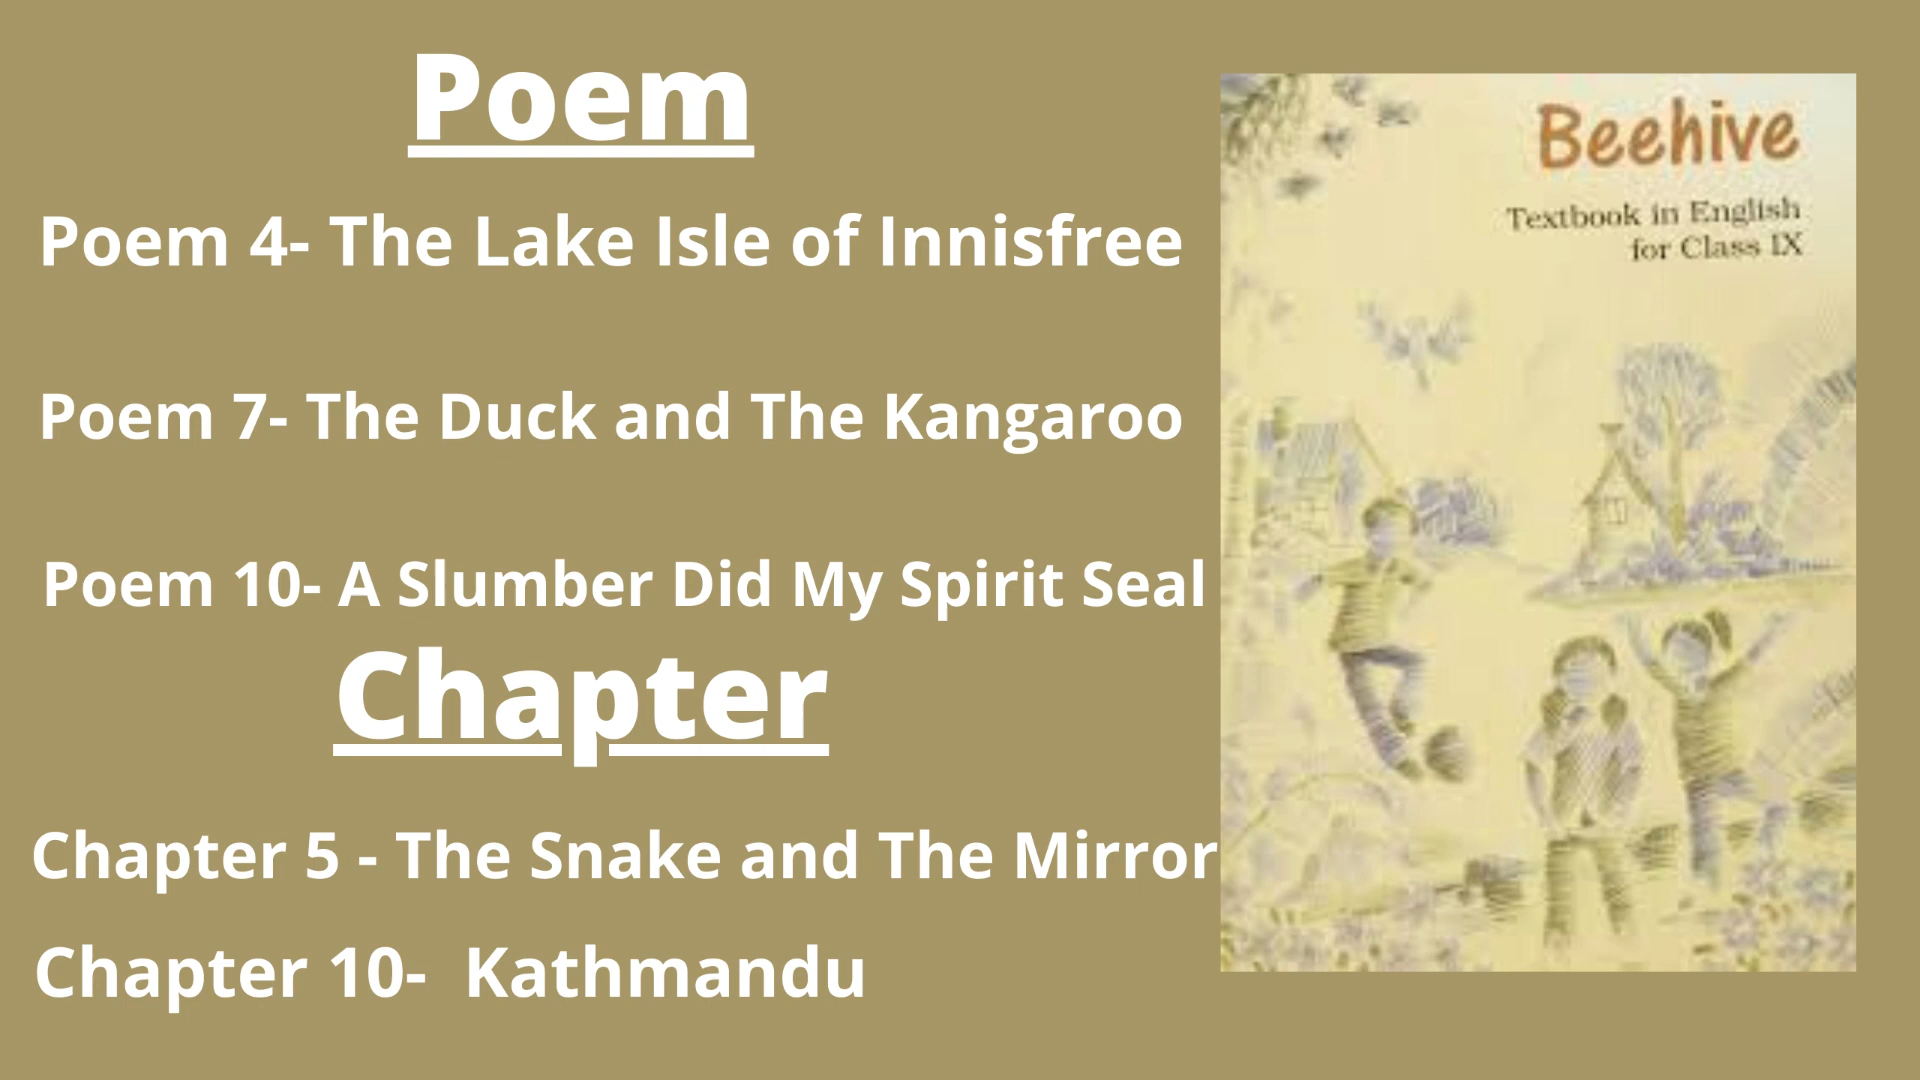 Poem
Poem 4- The Lake Isle of Innisfree
Poem 7- The Duck and The Kangaroo
Poem 10- A Slumber Did My Spirit Seal
Chapter
Chapter 5 - The Snake and The Mirror
Chapter 10- Kathmandu
Beehive
Textbook in English
for Class IX